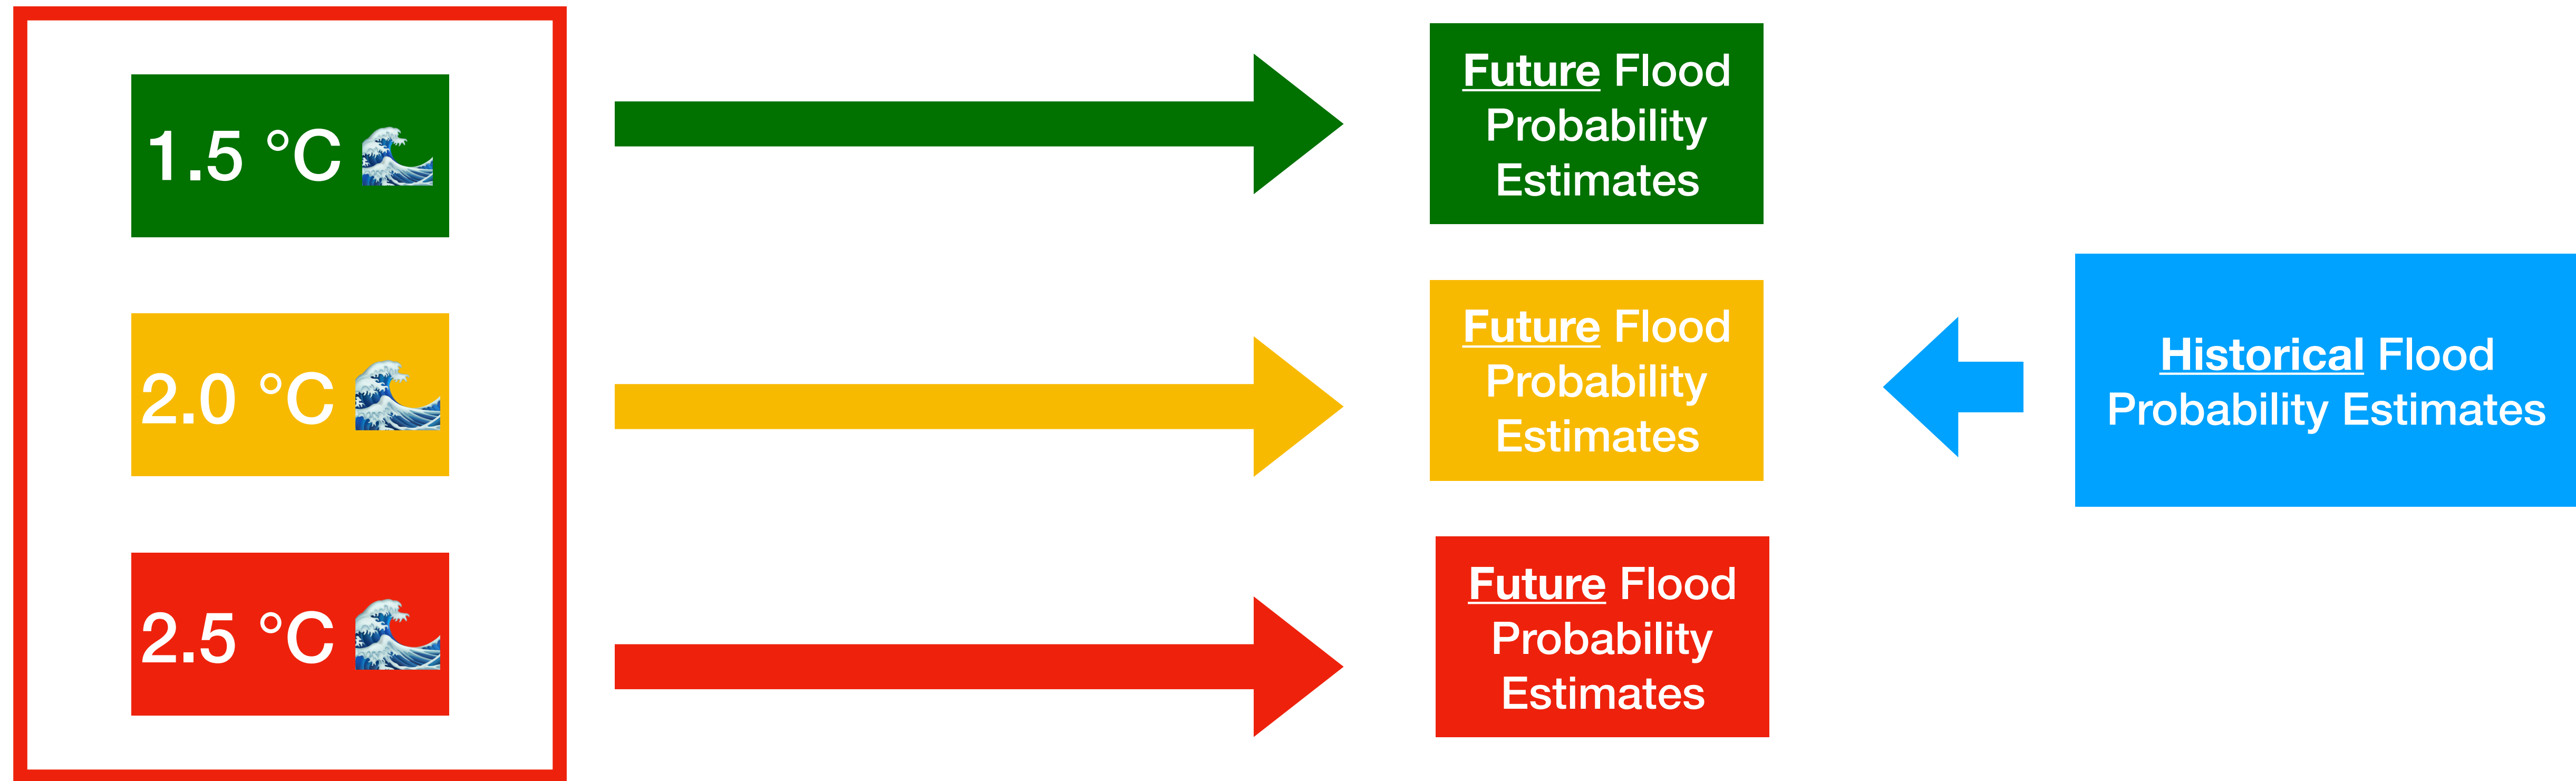 1.5 °C 🌊
2.0 °C 🌊
2.5 °C 🌊
Future Flood
Probability
Estimates
Future Flood
Probability
Estimates
Future Flood
Probability
Estimates
Historical Flood
Probability Estimates